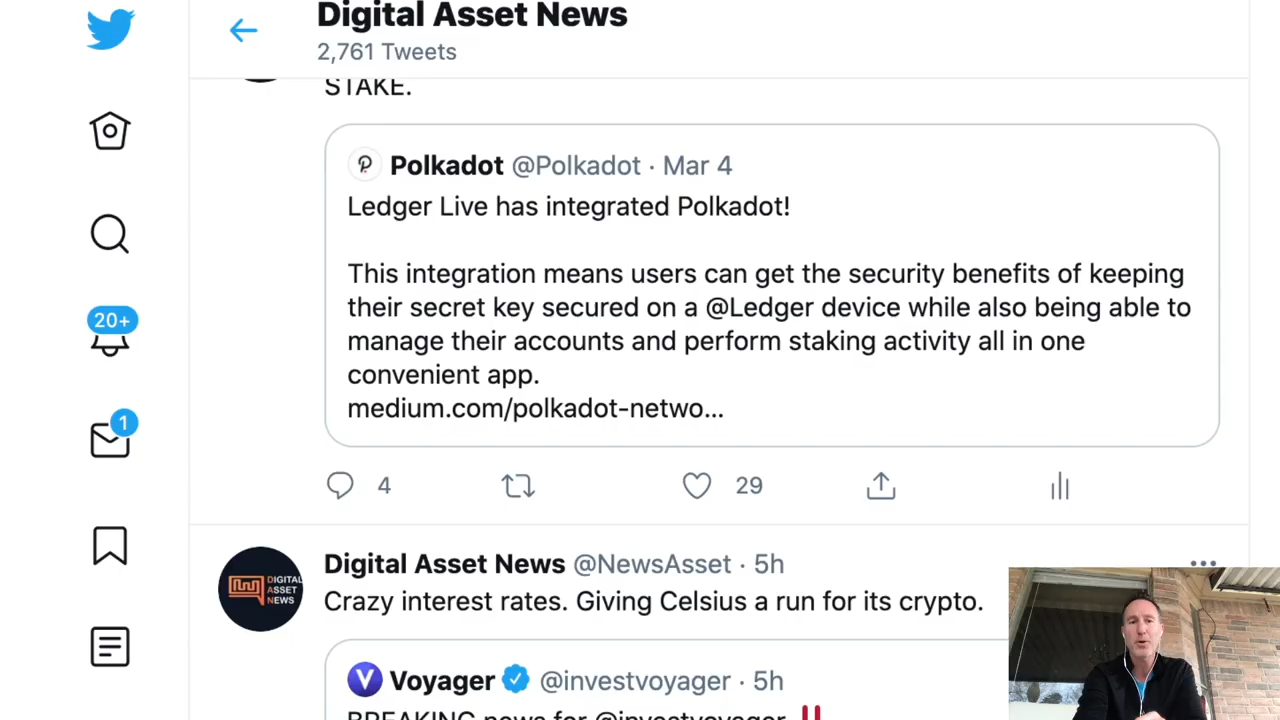 Digital Asset News
2,761 Tweets
STAKE.
Polkadot @Polkadot · Mar 4
Ledger Live has integrated Polkadot!
This integration means users can get the security benefits of keeping
their secret key secured on a @Ledger device while also being able to
manage their accounts and perform staking activity all in one
convenient app.
medium.com/polkadot-netwo...
20+
1
4
29
Digital Asset News @NewsAsset · 5h
DIGITAL
ASSET
NEWS
Crazy interest rates. Giving Celsius a run for its crypto.
Voyager @investvoyager · 5h
BREAKING news for @investvoyager